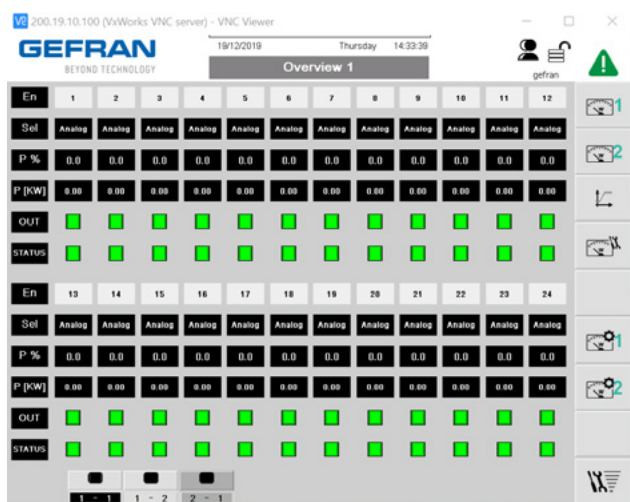 V2 200.19.10.100 (VxWorks VNC server) - VNC Viewer
GEFRAN
BEYOND TECHNOLOGY
19/12/2019 Thursday 14:33:39
Overview 1
gefran
En 1 2 3 4 5 6 7 8 9 10 11 12 1
Sel Analog Analog Analog Analog Analog Analog Analog Analog Analog Analog Analog Analog
P % 0.0 0.0 0.0 0.0 0.0 0.0 0.0 0.0 0.0 0.0 0.0 0.0 2
P [KW] 0.00 0.00 0.00 0.00 0.00 0.00 0.00 0.00 0.00 0.00 0.00 0.00
OUT
STATUS
En 13 14 15 16 17 18 19 20 21 22 23 24
Sel Analog Analog Analog Analog Analog Analog Analog Analog Analog Analog Analog Analog
P % 0.0 0.0 0.0 0.0 0.0 0.0 0.0 0.0 0.0 0.0 0.0 0.0 1
P [KW] 0.00 0.00 0.00 0.00 0.00 0.00 0.00 0.00 0.00 0.00 0.00 0.00 2
OUT
STATUS
1 - 1 1 - 2 2 - 1